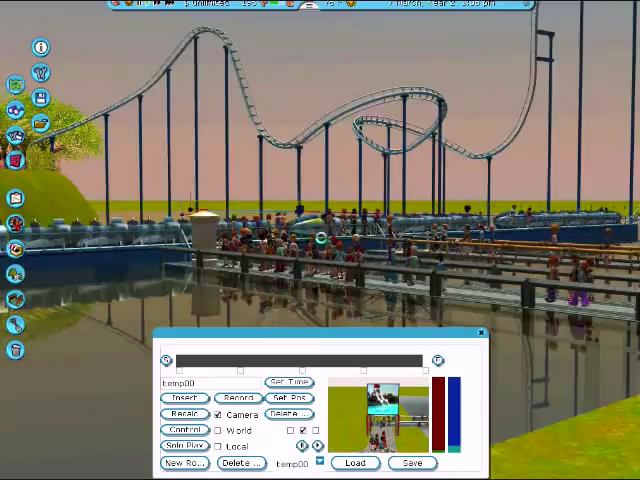 $ unlimited 7 March, Year 2
temp00 Set Time
Insert Record Set Pos
Recalc Camera Delete ...
Control World
Solo Play Local
New Ro... Delete ... temp00 Load Save